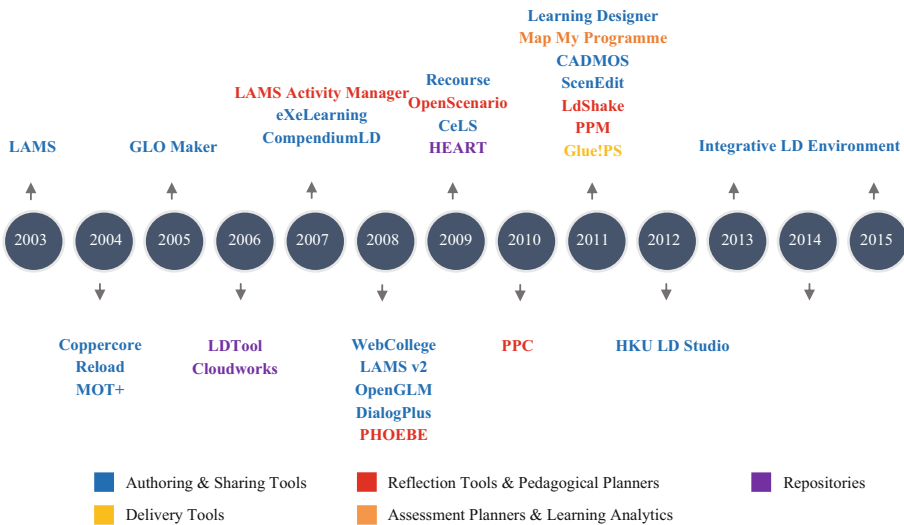 Learning Designer
Map My Programme
CADMOS
ScenEdit
LdShake
PPM
Glue!PS
Recourse
OpenScenario
CeLS
HEART
LAMS Activity Manager
eXeLearning
CompendiumLD
LAMS
GLO Maker
Integrative LD Environment
2003 2004 2005 2006 2007 2008 2009 2010 2011 2012 2013 2014 2015
Coppercore
Reload
MOT+
LDTool
Cloudworks
WebCollege
LAMS v2
OpenGLM
DialogPlus
PHOEBE
PPC
HKU LD Studio
Authoring & Sharing Tools
Reflection Tools & Pedagogical Planners
Repositories
Delivery Tools
Assessment Planners & Learning Analytics